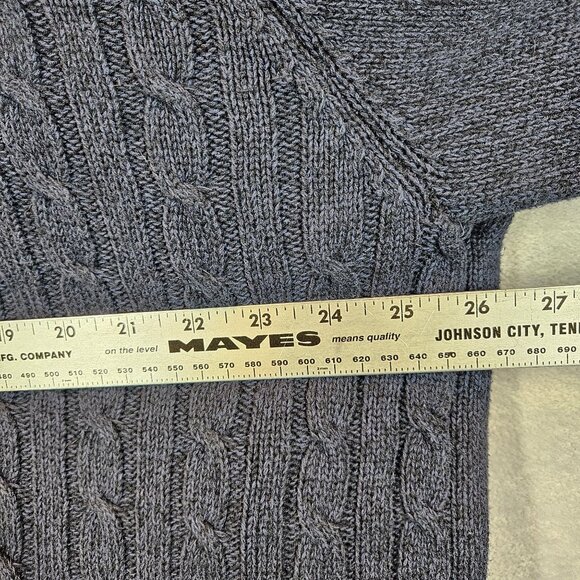 19 20 21 22 23 24 25 26 27
MFG. COMPANY on the level MAYES means quality JOHNSON CITY, TENN
480 490 500 510 520 530 540 550 560 570 580 590 600 610 620 630 640 650 660 670 680